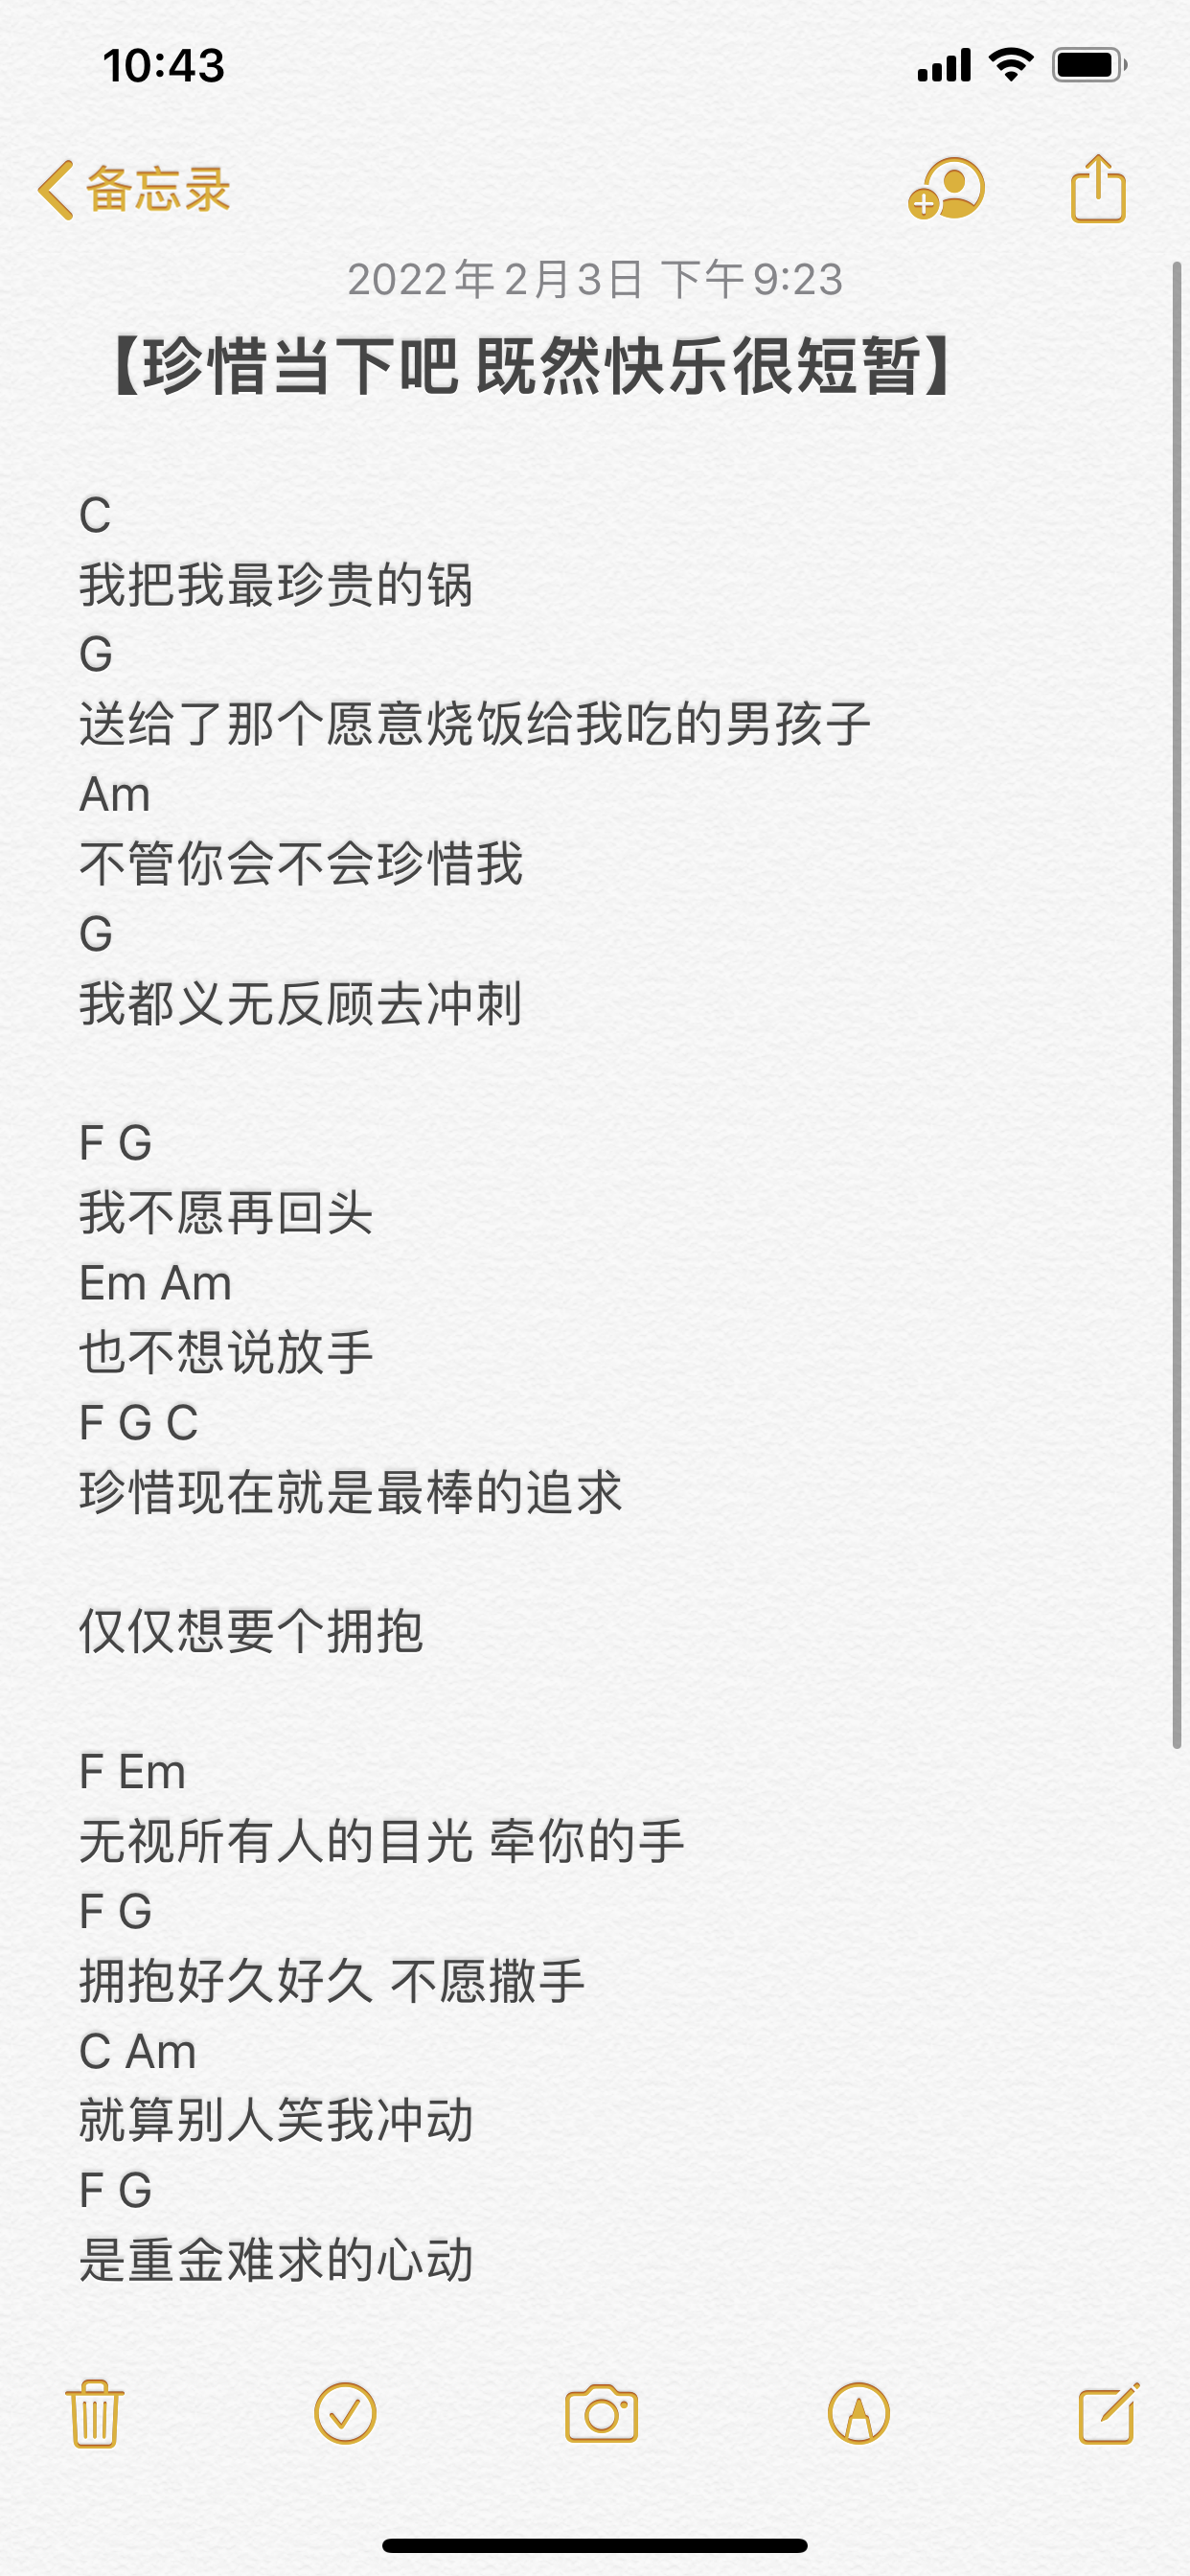 10:43
备忘录
2022年2月3日 下午9:23
【珍惜当下吧 既然快乐很短暂】
C
我把我最珍贵的锅
G
送给了那个愿意烧饭给我吃的男孩子
Am
不管你会不会珍惜我
G
我都义无反顾去冲刺
F G
我不愿再回头
Em Am
也不想说放手
F G C
珍惜现在就是最棒的追求
仅仅想要个拥抱
F Em
无视所有人的目光 牵你的手
F G
拥抱好久好久 不愿撒手
C Am
就算别人笑我冲动
F G
是重金难求的心动